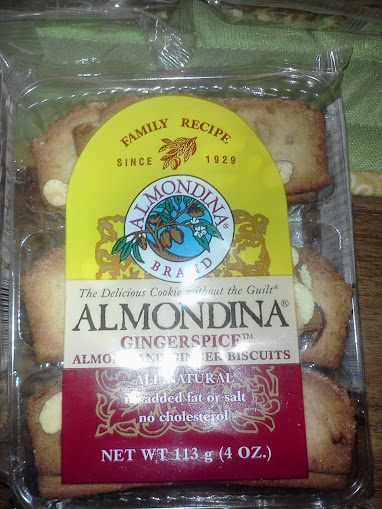 FAMILY RECIPE
SINCE 1929
ALMONDINA®
BRAND
The Delicious Cookie without the Guilt®
ALMONDINA®
GINGERSPICE™
ALMOND AND GINGER BISCUITS
ALL NATURAL
no added fat or salt
no cholesterol
NET WT 113 g (4 OZ.)